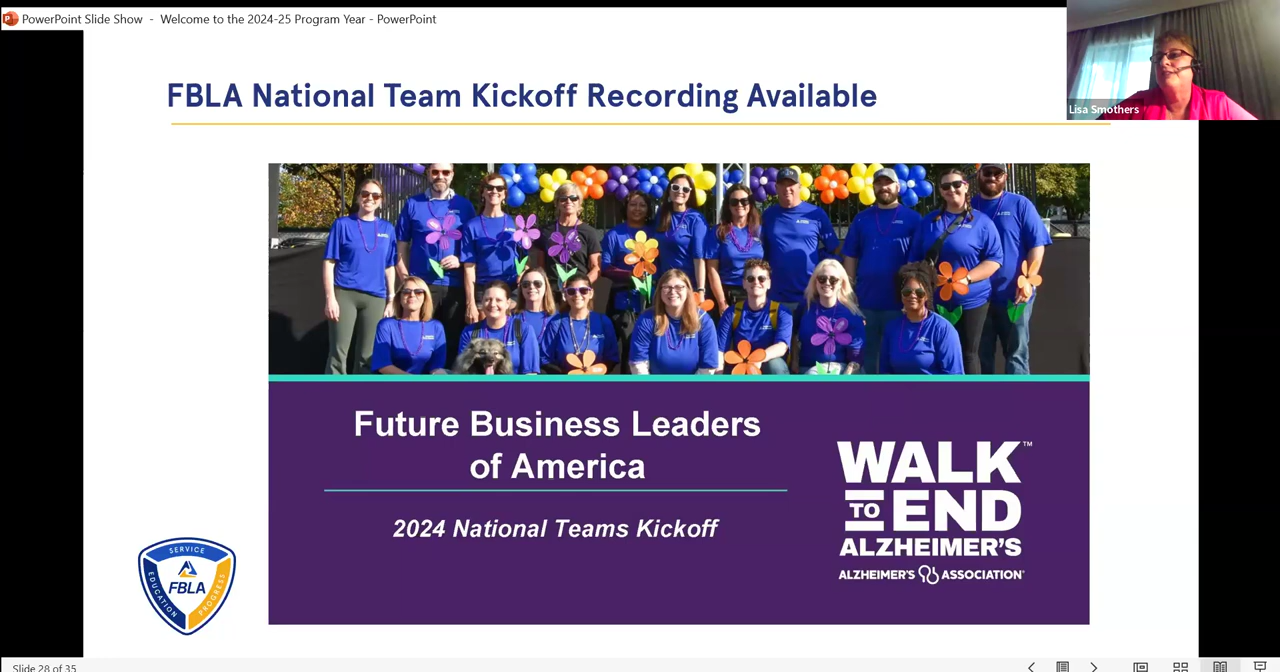 PowerPoint Slide Show - Welcome to the 2024-25 Program Year - PowerPoint
Lisa Smothers
FBLA National Team Kickoff Recording Available
Future Business Leaders
of America
2024 National Teams Kickoff
WALK™
TO END
ALZHEIMER'S
ALZHEIMER'S ASSOCIATION®
SERVICE
EDUCATION
PROGRESS
FBLA
Slide 28 of 35